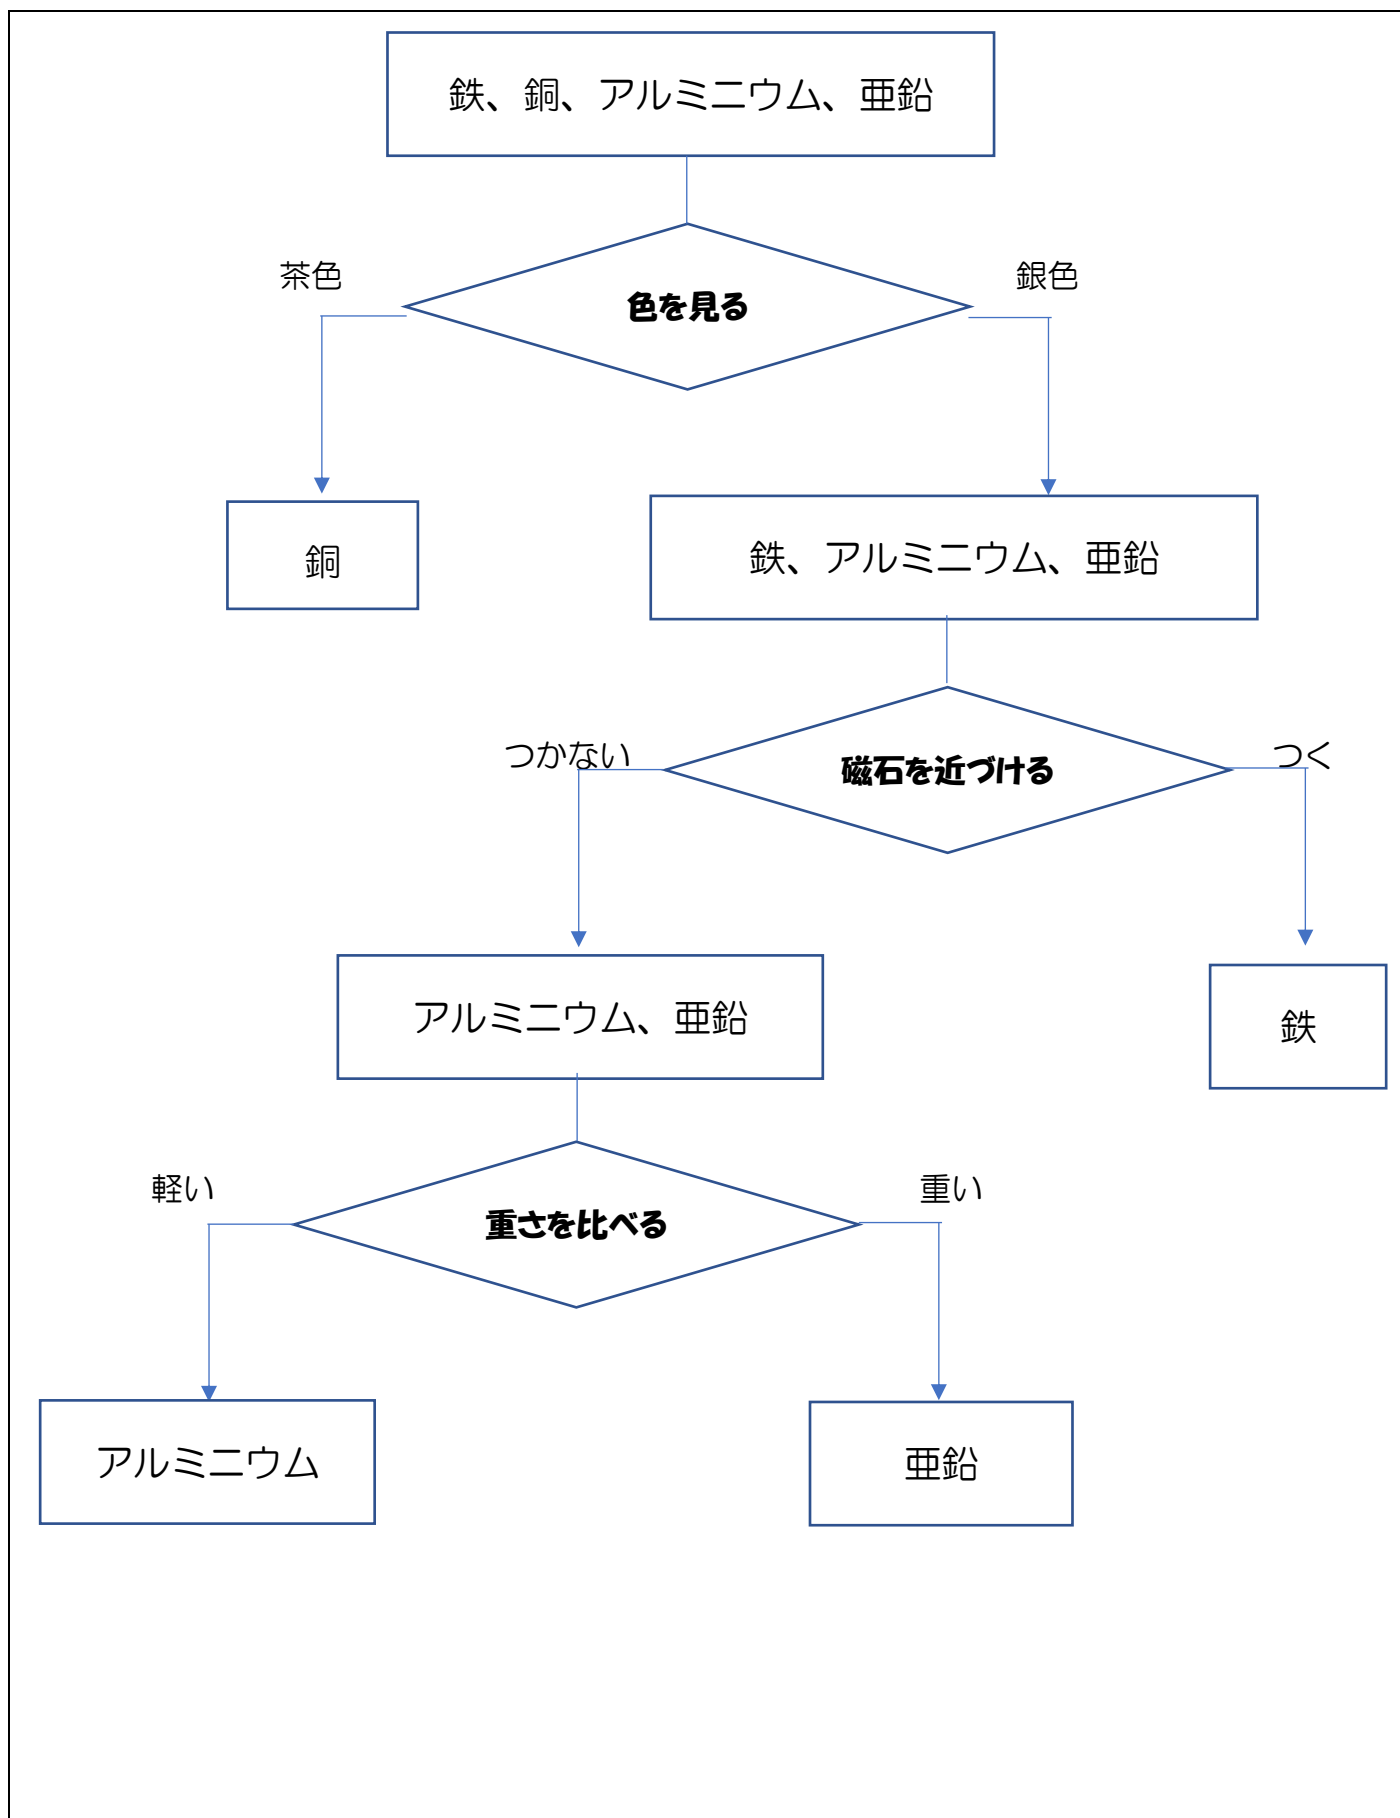 鉄、銅、アルミニウム、亜鉛
茶色
銀色
色を見る
銅
鉄、アルミニウム、亜鉛
つかない
つく
磁石を近づける
アルミニウム、亜鉛
鉄
軽い
重い
重さを比べる
アルミニウム
亜鉛